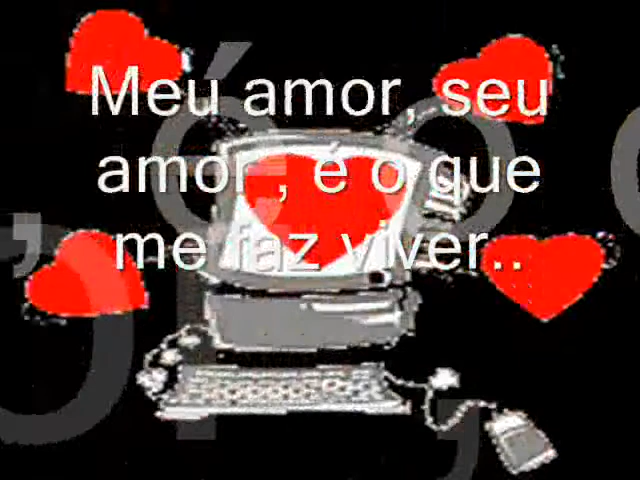 Meu amor, seu
amor , é o que
me faz viver..